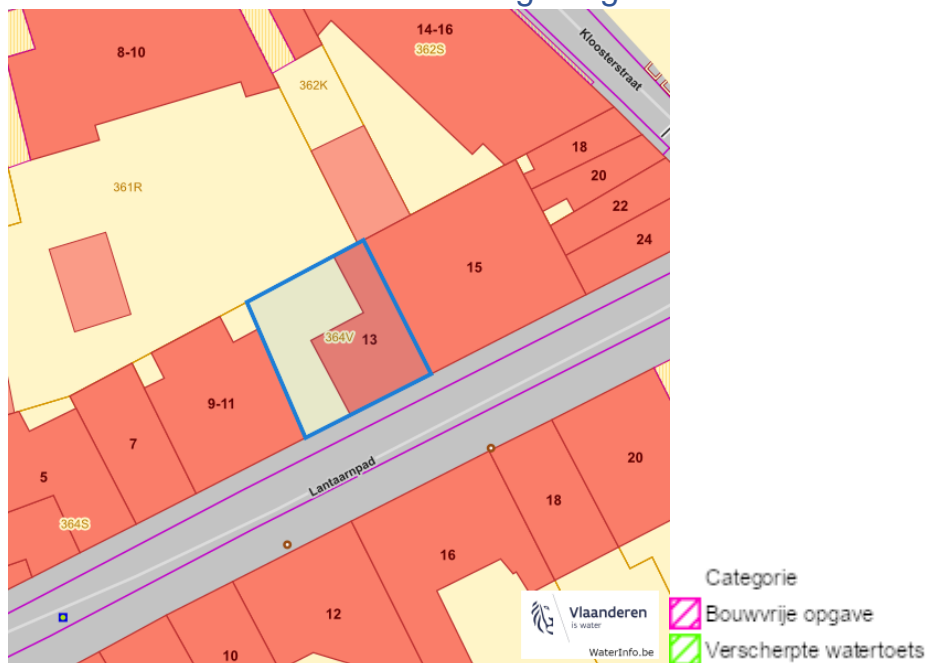 8-10
14-16
362S
Kloosterstraat
362K
361R
18
20
22
24
15
364V
13
9-11
7
5
364S
Lantaarnpad
20
18
16
12
10
Vlaanderen
is water
WaterInfo.be
Categorie
Bouwvrije opgave
Verscherpte watertoets